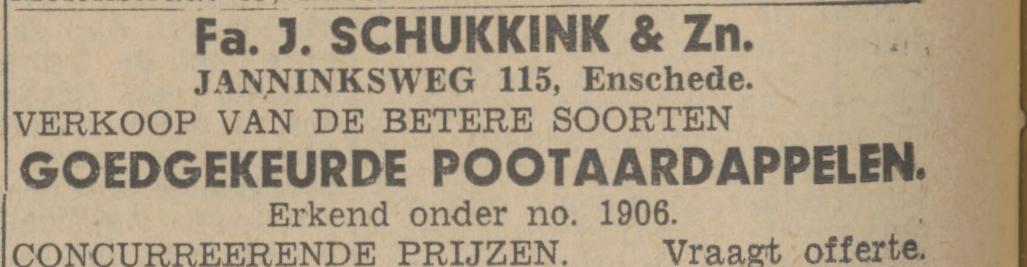 Fa. J. SCHUKKINK & Zn.
JANNINKSWEG 115, Enschede.
VERKOOP VAN DE BETERE SOORTEN
GOEDGEKEURDE POOTAARDAPPELEN.
Erkend onder no. 1906.
CONCURREERENDE PRIJZEN. Vraagt offerte.